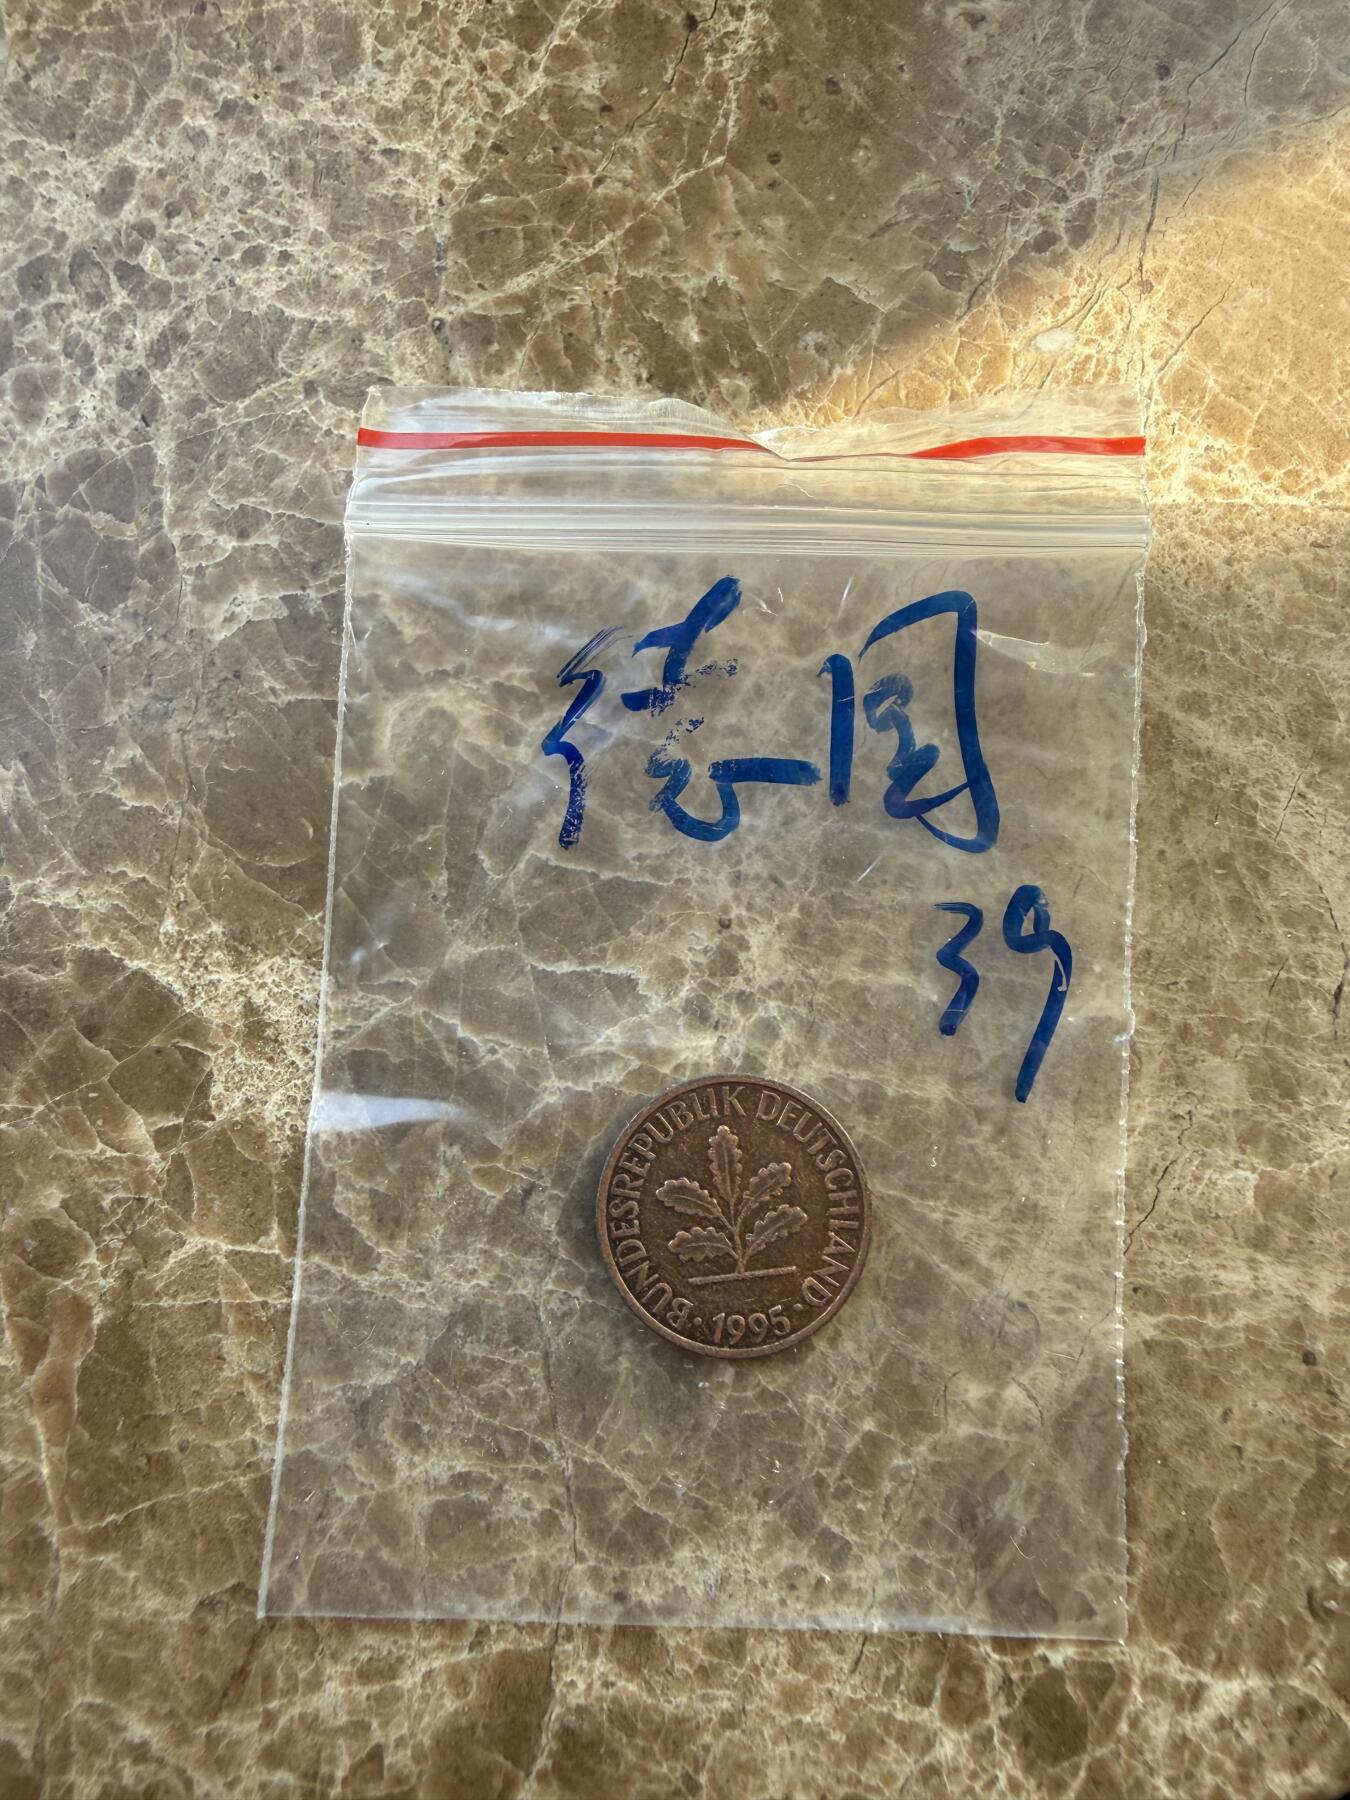 德国
39
BUNDESREPUBLIK DEUTSCHLAND
· 1995 ·